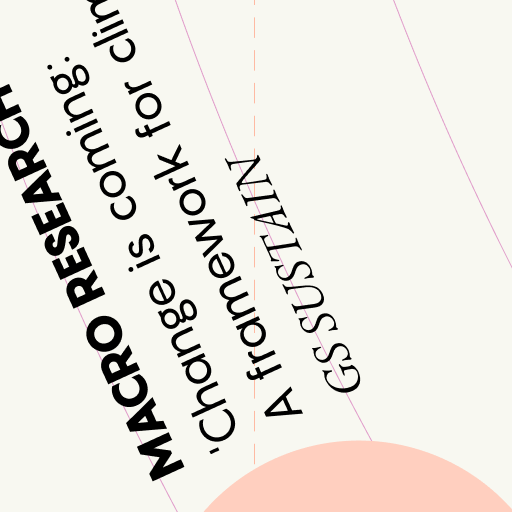 MACRO RESEARCH
'Change is coming:
A framework for clim
GS SUSTAIN